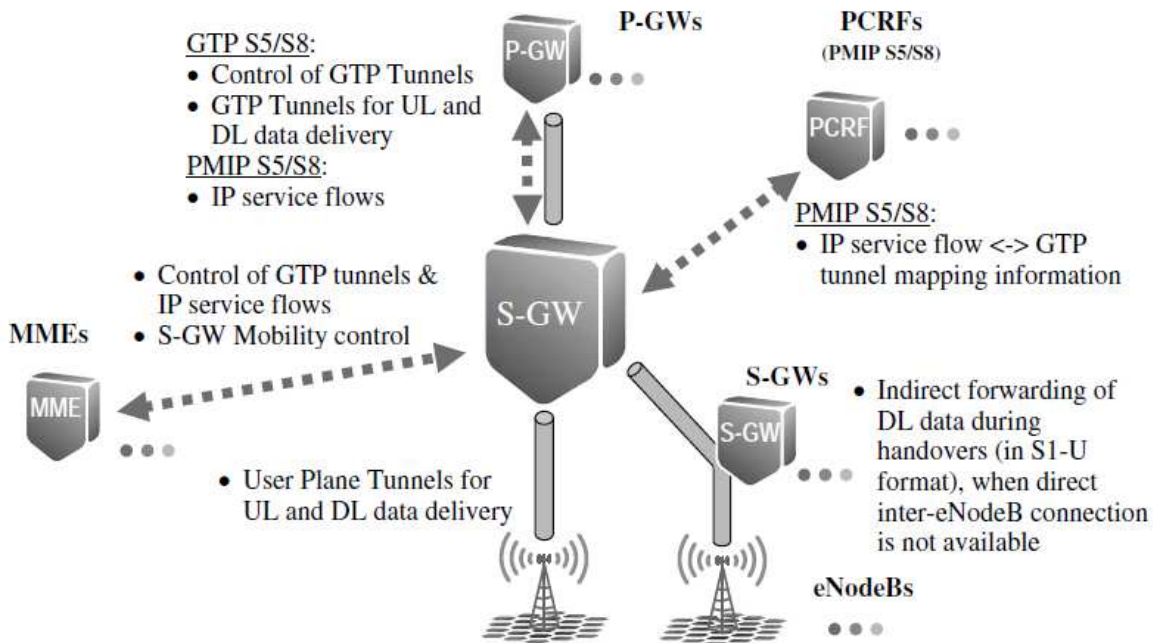 P-GWs
PCRFs
(PMIP S5/S8)
GTP S5/S8:
• Control of GTP Tunnels
• GTP Tunnels for UL and
DL data delivery
PMIP S5/S8:
• IP service flows
P-GW
PCRF
PMIP S5/S8:
• IP service flow <-> GTP
tunnel mapping information
• Control of GTP tunnels &
IP service flows
• S-GW Mobility control
S-GW
MMEs
MME
S-GWs
S-GW
• Indirect forwarding of
DL data during
handovers (in S1-U
format), when direct
inter-eNodeB connection
is not available
• User Plane Tunnels for
UL and DL data delivery
eNodeBs